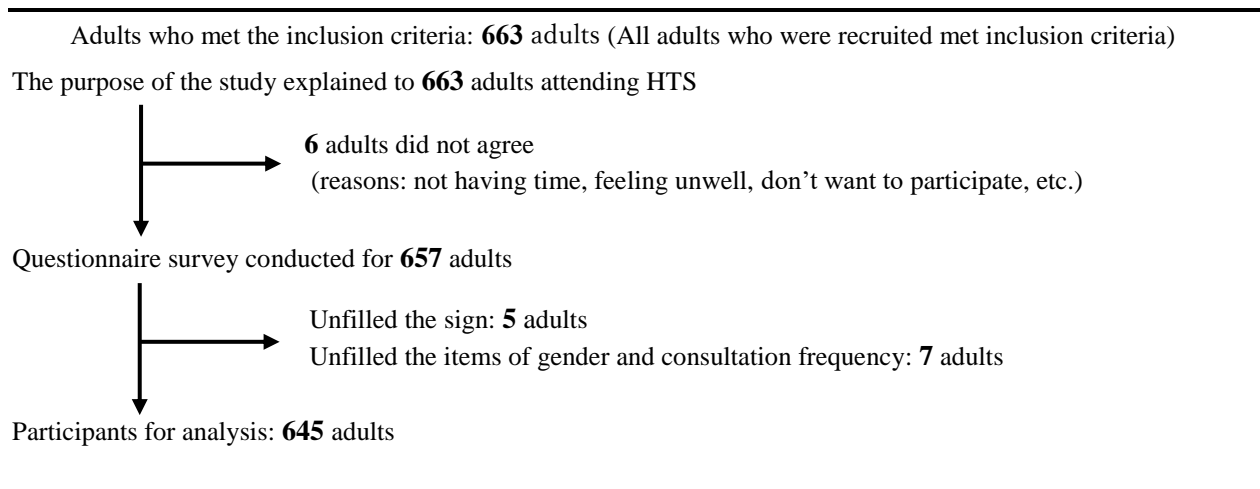 Adults who met the inclusion criteria: 663 adults (All adults who were recruited met inclusion criteria)
The purpose of the study explained to 663 adults attending HTS
6 adults did not agree
(reasons: not having time, feeling unwell, don’t want to participate, etc.)
Questionnaire survey conducted for 657 adults
Unfilled the sign: 5 adults
Unfilled the items of gender and consultation frequency: 7 adults
Participants for analysis: 645 adults